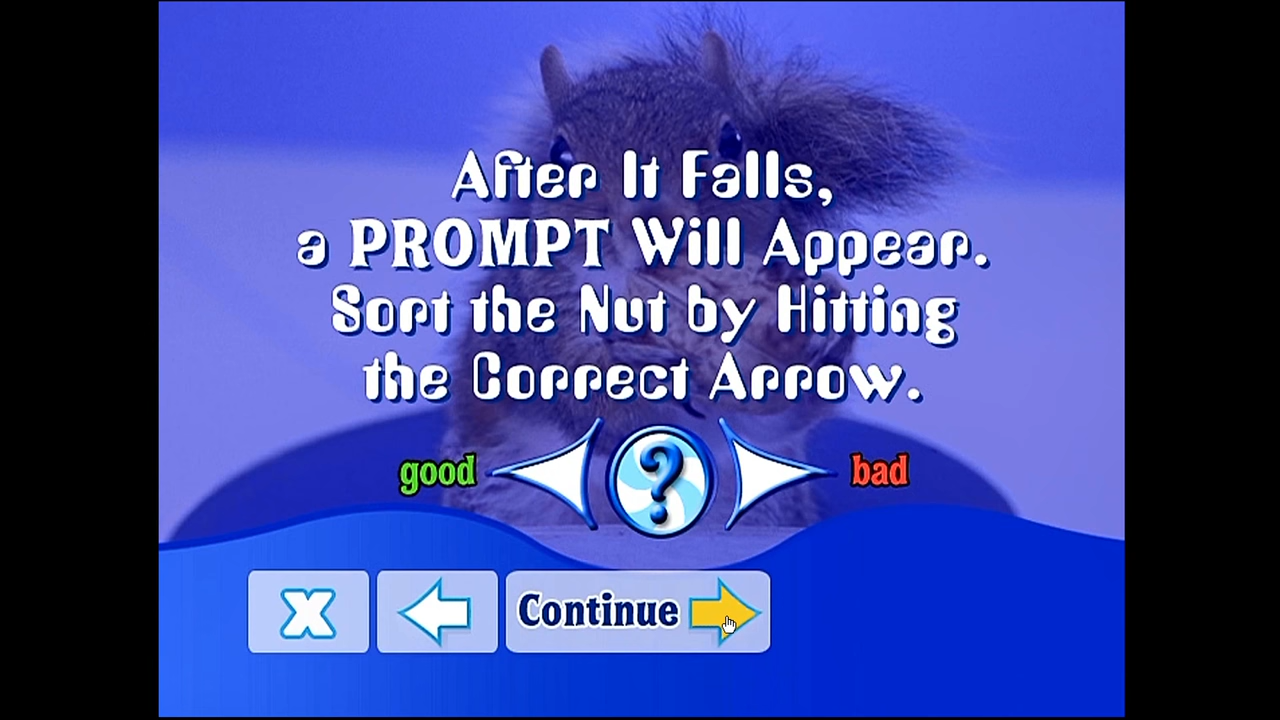 After It Falls,
a PROMPT Will Appear.
Sort the Nut by Hitting
the Correct Arrow.
good ? bad
X Continue